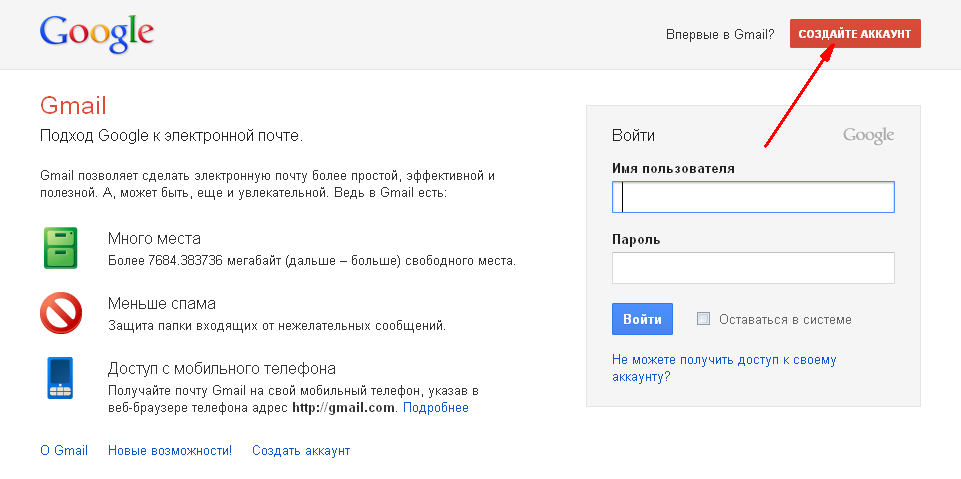 Google
Впервые в Gmail?
СОЗДАЙТЕ АККАУНТ
Gmail
Подход Google к электронной почте.
Gmail позволяет сделать электронную почту более простой, эффективной и
полезной. А, может быть, еще и увлекательной. Ведь в Gmail есть:
Много места
Более 7684.383736 мегабайт (дальше – больше) свободного места.
Меньше спама
Защита папки входящих от нежелательных сообщений.
Доступ с мобильного телефона
Получайте почту Gmail на свой мобильный телефон, указав в
веб-браузере телефона адрес http://gmail.com. Подробнее
О Gmail
Новые возможности!
Создать аккаунт
Войти
Google
Имя пользователя
Пароль
Войти
Оставаться в системе
Не можете получить доступ к своему
аккаунту?